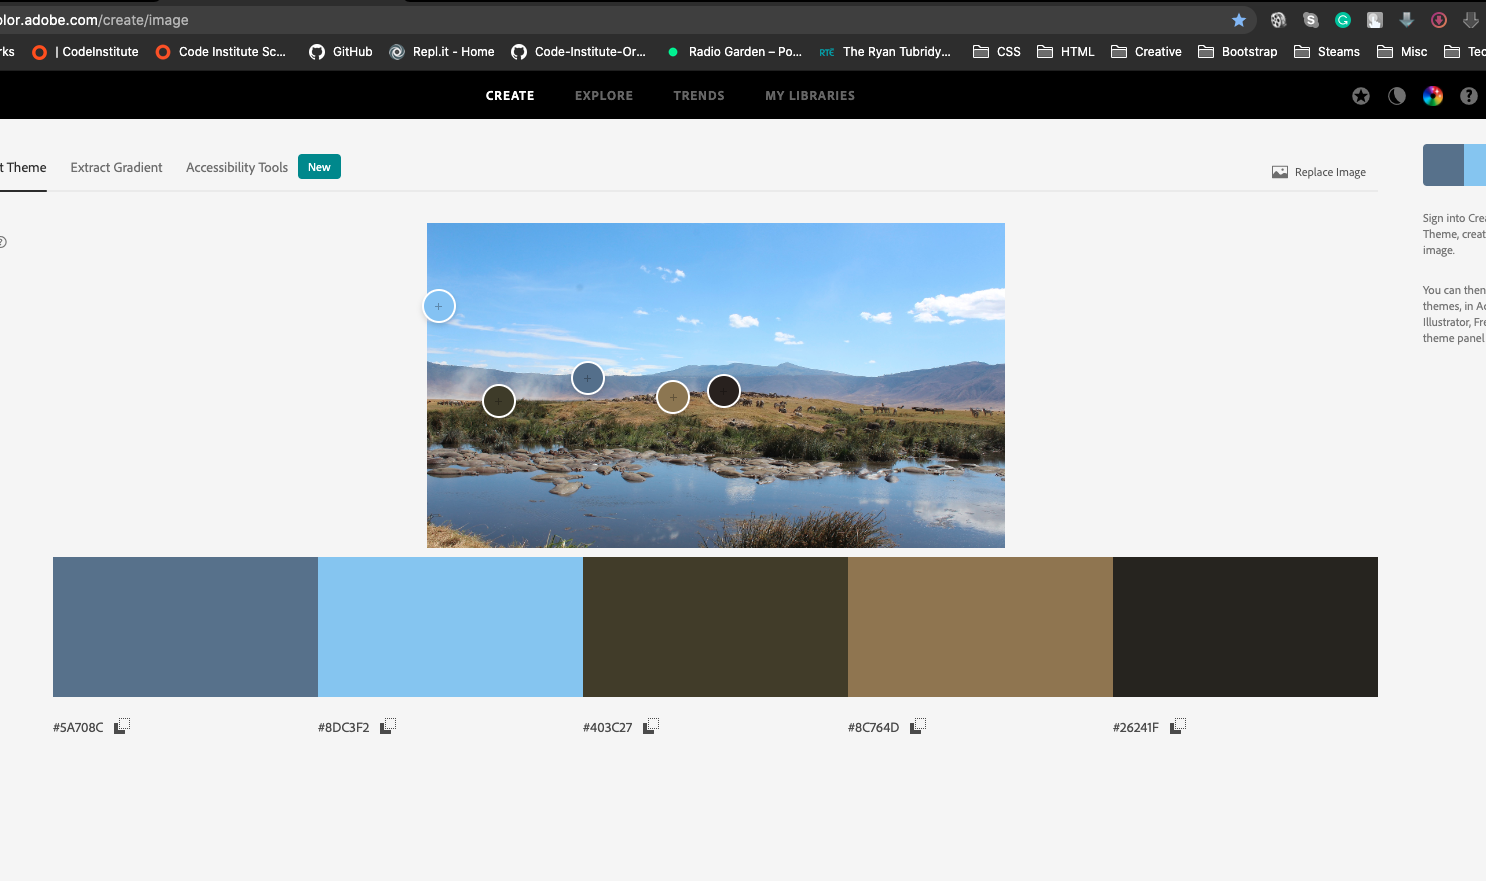 olor.adobe.com/create/image
rks | CodeInstitute Code Institute Sc... GitHub Repl.it - Home Code-Institute-Or... Radio Garden – Po... RTÉ The Ryan Tubridy... CSS HTML Creative Bootstrap Steams Misc Tec
CREATE EXPLORE TRENDS MY LIBRARIES
t Theme Extract Gradient Accessibility Tools New
Replace Image
Sign into Crea
Theme, creat
image.
You can then
themes, in Ad
Illustrator, Fre
theme panel
#5A708C #8DC3F2 #403C27 #8C764D #26241F